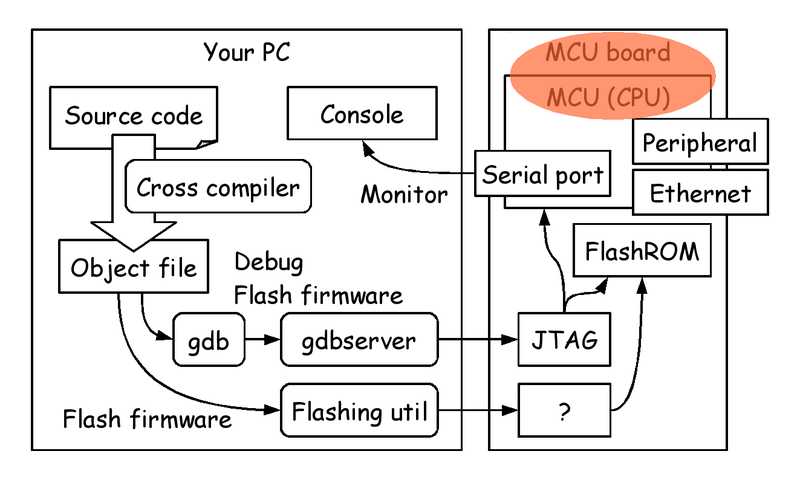 Your PC
MCU board
Source code
Console
MCU (CPU)
Peripheral
Cross compiler
Monitor
Serial port
Ethernet
Object file
Debug
Flash firmware
FlashROM
gdb
gdbserver
JTAG
Flash firmware
Flashing util
?